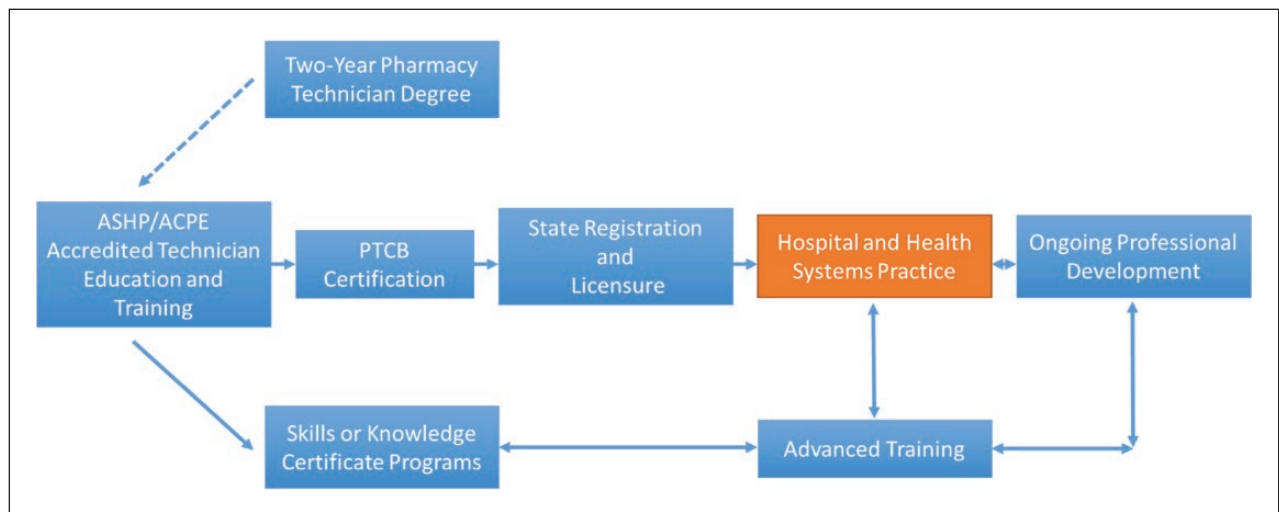 Two-Year Pharmacy
Technician Degree
ASHP/ACPE
Accredited Technician
Education and
Training
PTCB
Certification
State Registration
and
Licensure
Hospital and Health
Systems Practice
Ongoing Professional
Development
Skills or Knowledge
Certificate Programs
Advanced Training